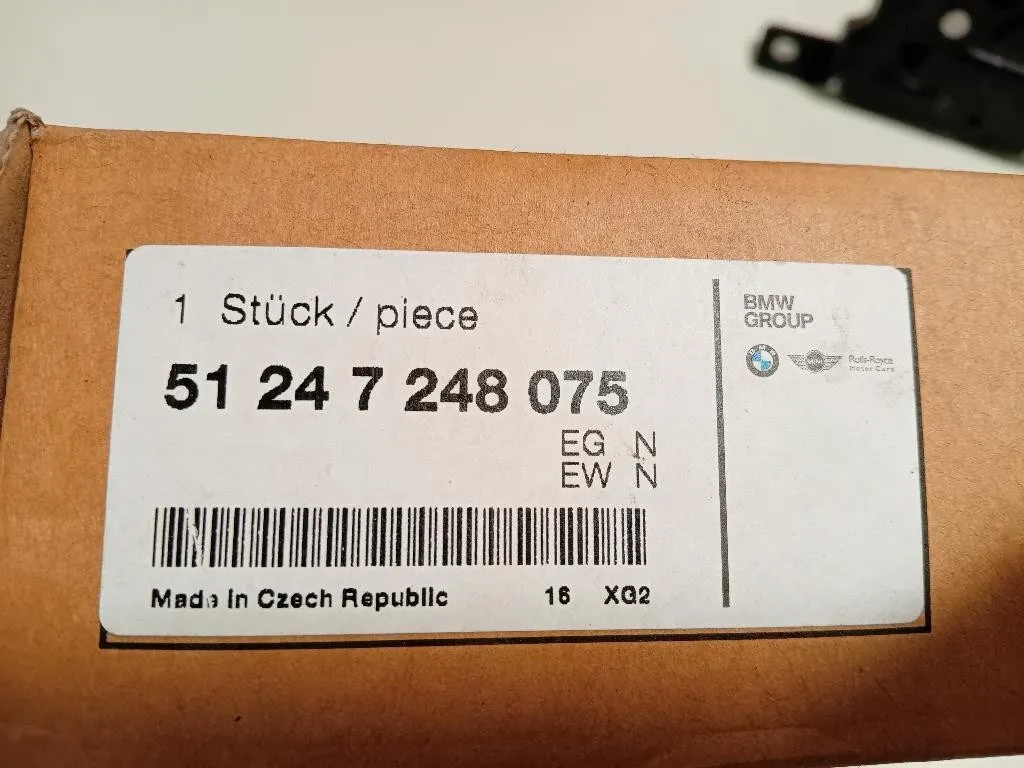 1 Stück / piece
51 24 7 248 075
EG N
EW N
Made in Czech Republic 16 XG2
BMW
GROUP
Rolls-Royce
Motor Cars